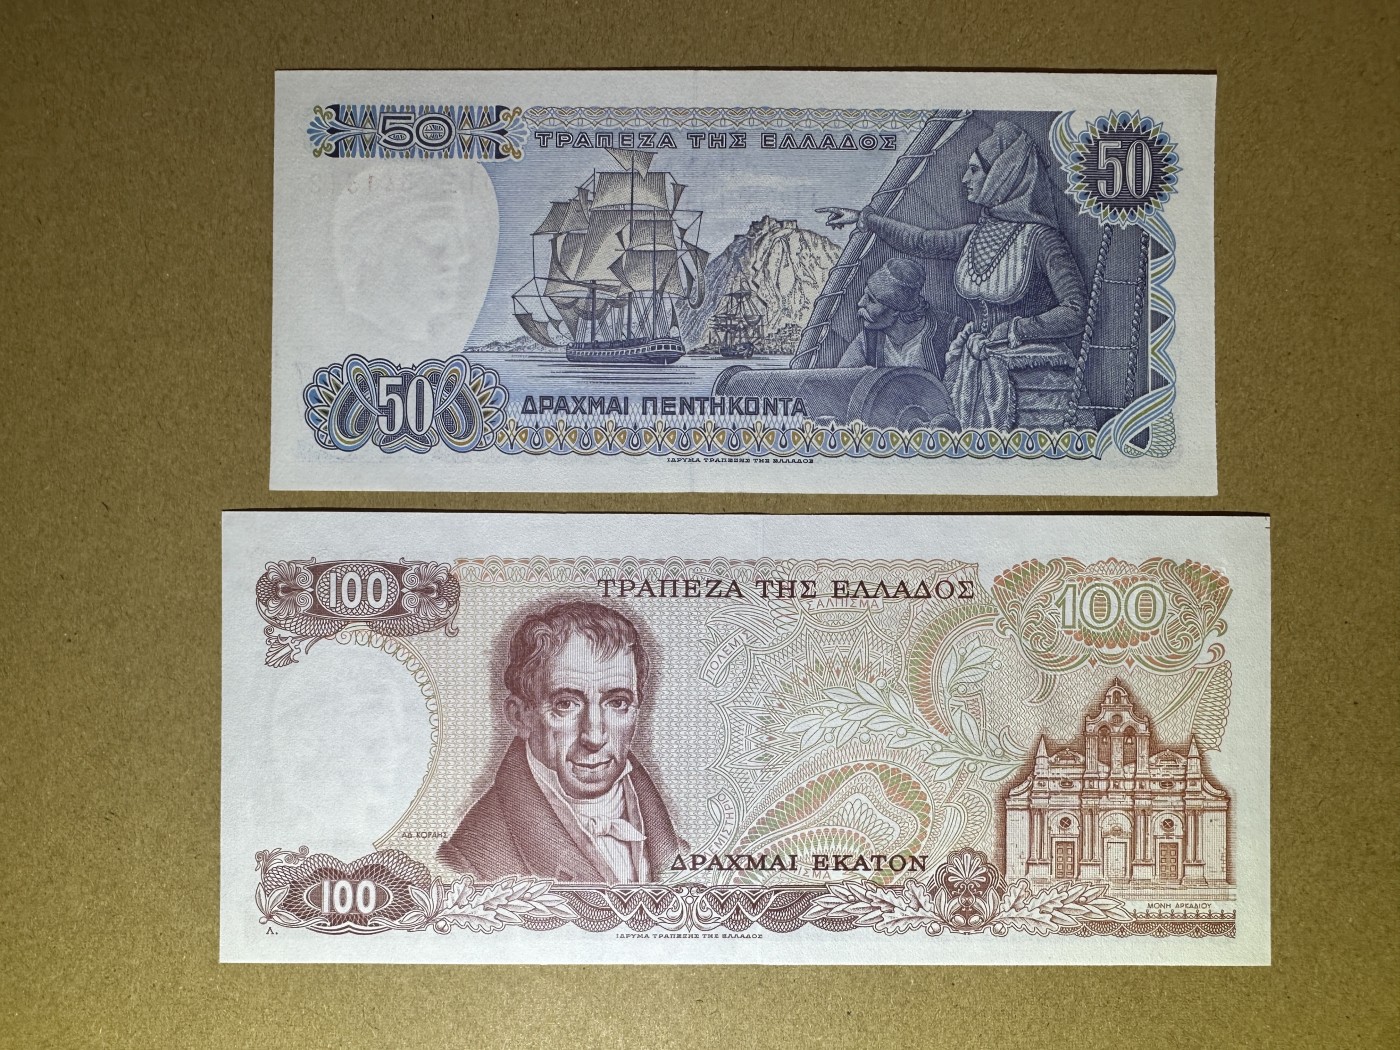 50
ΤΡΑΠΕΖΑ ΤΗΣ ΕΛΛΑΔΟΣ
50
50
ΔΡΑΧΜΑΙ ΠΕΝΤΗΚΟΝΤΑ
ΙΔΡΥΜΑ ΤΡΑΠΕΖΗΣ ΤΗΣ ΕΛΛΑΔΟΣ
100
ΤΡΑΠΕΖΑ ΤΗΣ ΕΛΛΑΔΟΣ
100
ΣΑΛΠΙΣΜΑ
ΑΔ. ΚΟΡΑΗΣ
ΔΡΑΧΜΑΙ ΕΚΑΤΟΝ
100
ΜΟΝΗ ΑΡΚΑΔΙΟΥ
Λ.
ΙΔΡΥΜΑ ΤΡΑΠΕΖΗΣ ΤΗΣ ΕΛΛΑΔΟΣ